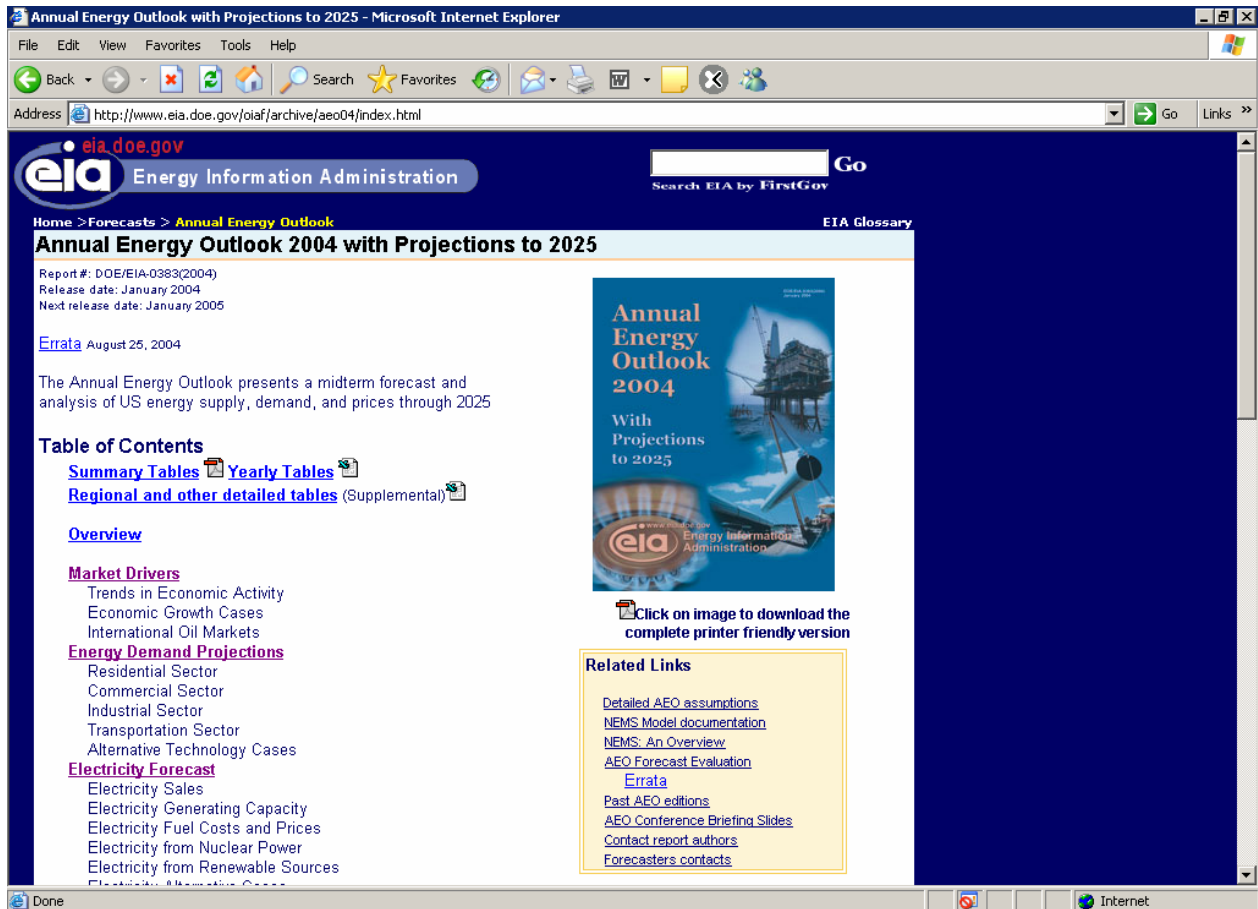 Annual Energy Outlook with Projections to 2025 - Microsoft Internet Explorer
File Edit View Favorites Tools Help
Back Search Favorites
Address http://www.eia.doe.gov/oiaf/archive/aeo04/index.html Go Links »
eia.doe.gov
eia Energy Information Administration
Go
Search EIA by FirstGov
Home >Forecasts > Annual Energy Outlook EIA Glossary
Annual Energy Outlook 2004 with Projections to 2025
Report #: DOE/EIA-0383(2004)
Release date: January 2004
Next release date: January 2005
Errata August 25, 2004
The Annual Energy Outlook presents a midterm forecast and
analysis of US energy supply, demand, and prices through 2025
Table of Contents
Summary Tables Yearly Tables
Regional and other detailed tables (Supplemental)
Overview
Market Drivers
Trends in Economic Activity
Economic Growth Cases
International Oil Markets
Energy Demand Projections
Residential Sector
Commercial Sector
Industrial Sector
Transportation Sector
Alternative Technology Cases
Electricity Forecast
Electricity Sales
Electricity Generating Capacity
Electricity Fuel Costs and Prices
Electricity from Nuclear Power
Electricity from Renewable Sources
Electricity Alternative Cases
Annual
Energy
Outlook
2004
With
Projections
to 2025
www.eia.doe.gov
eia Energy Information
Administration
Click on image to download the
complete printer friendly version
Related Links
Detailed AEO assumptions
NEMS Model documentation
NEMS: An Overview
AEO Forecast Evaluation
Errata
Past AEO editions
AEO Conference Briefing Slides
Contact report authors
Forecasters contacts
Done Internet